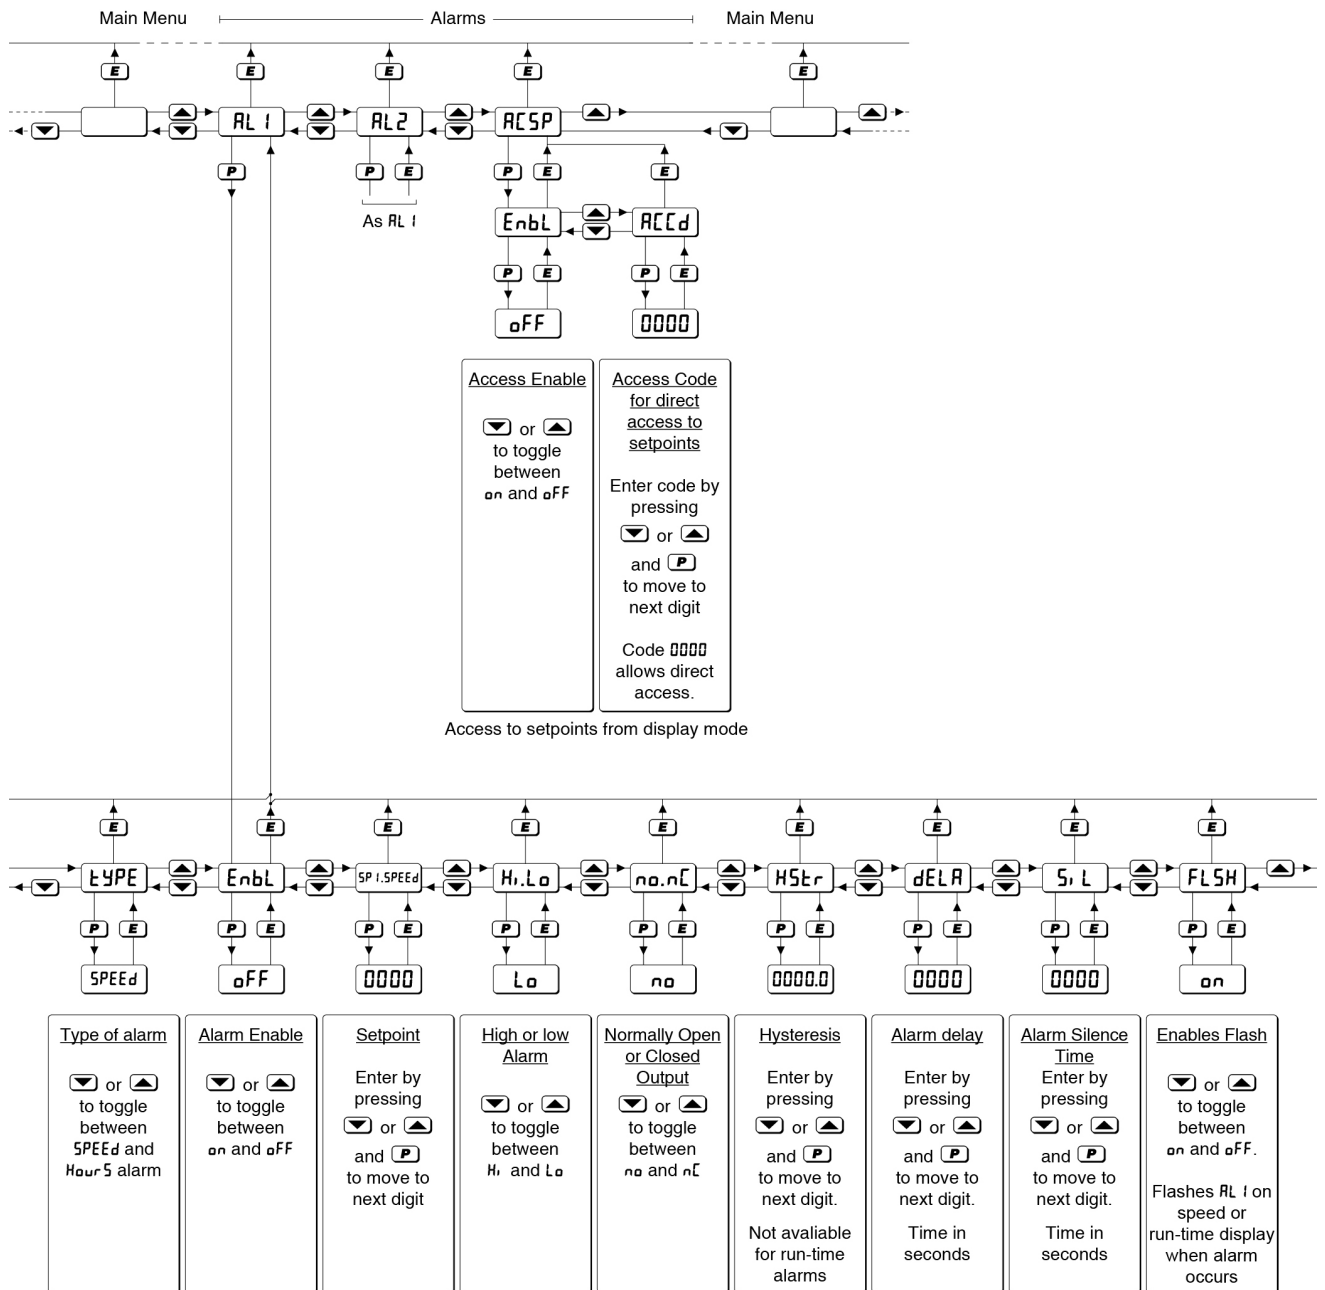 Main Menu
Alarms
Main Menu
E
E
E
E
E
AL1
AL2
ACSP
P
P
E
P
E
E
As AL1
EnbL
ACCd
P
E
P
E
oFF
0000
Access Enable
or
to toggle
between
on and oFF
Access Code
for direct
access to
setpoints
Enter code by
pressing
or
and P
to move to
next digit
Code 0000
allows direct
access.
Access to setpoints from display mode
E
E
E
E
E
E
E
E
E
tYPE
EnbL
SP1.SPEEd
Hi.Lo
no.nC
HStr
dELA
SiL
FLSH
P
E
P
E
P
E
P
E
P
E
P
E
P
E
P
E
P
E
SPEEd
oFF
0000
Lo
no
0000.0
0000
0000
on
Type of alarm
or
to toggle
between
SPEEd and
HourS alarm
Alarm Enable
or
to toggle
between
on and oFF
Setpoint
Enter by
pressing
or
and P
to move to
next digit
High or low
Alarm
or
to toggle
between
Hi and Lo
Normally Open
or Closed
Output
or
to toggle
between
no and nC
Hysteresis
Enter by
pressing
or
and P
to move to
next digit.
Not avaliable
for run-time
alarms
Alarm delay
Enter by
pressing
or
and P
to move to
next digit.
Time in
seconds
Alarm Silence
Time
Enter by
pressing
or
and P
to move to
next digit.
Time in
seconds
Enables Flash
or
to toggle
between
on and oFF.
Flashes AL1 on
speed or
run-time display
when alarm
occurs